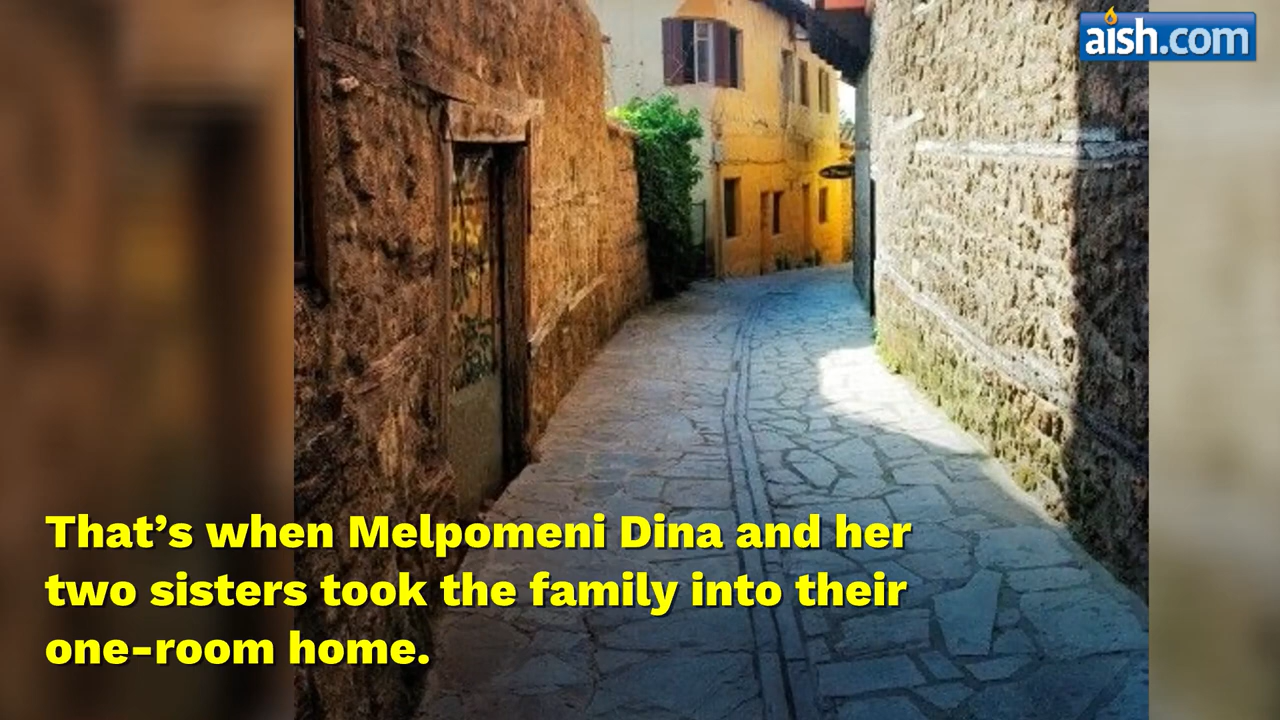 aish.com
That’s when Melpomeni Dina and her
two sisters took the family into their
one-room home.